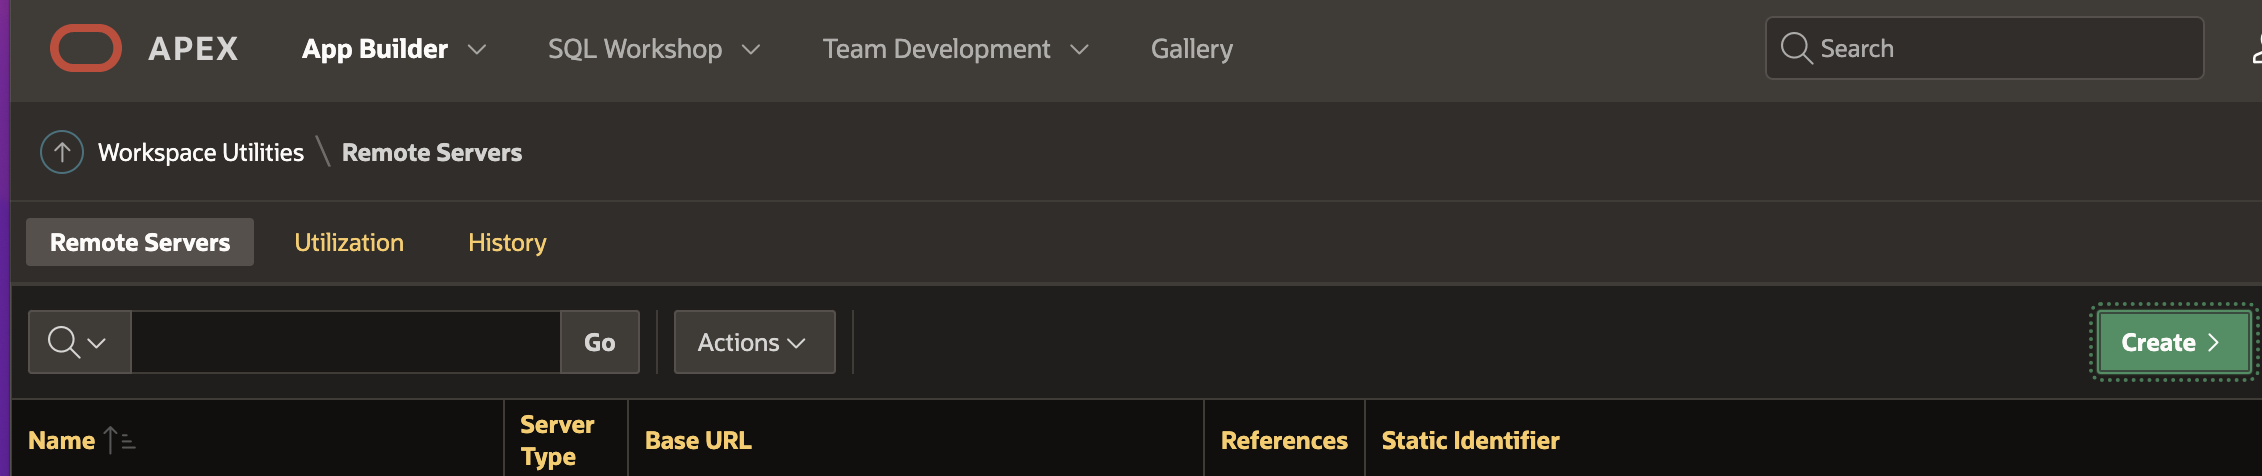 APEX App Builder SQL Workshop Team Development Gallery Search
Workspace Utilities \ Remote Servers
Remote Servers Utilization History
Go Actions Create
Name Server Type Base URL References Static Identifier